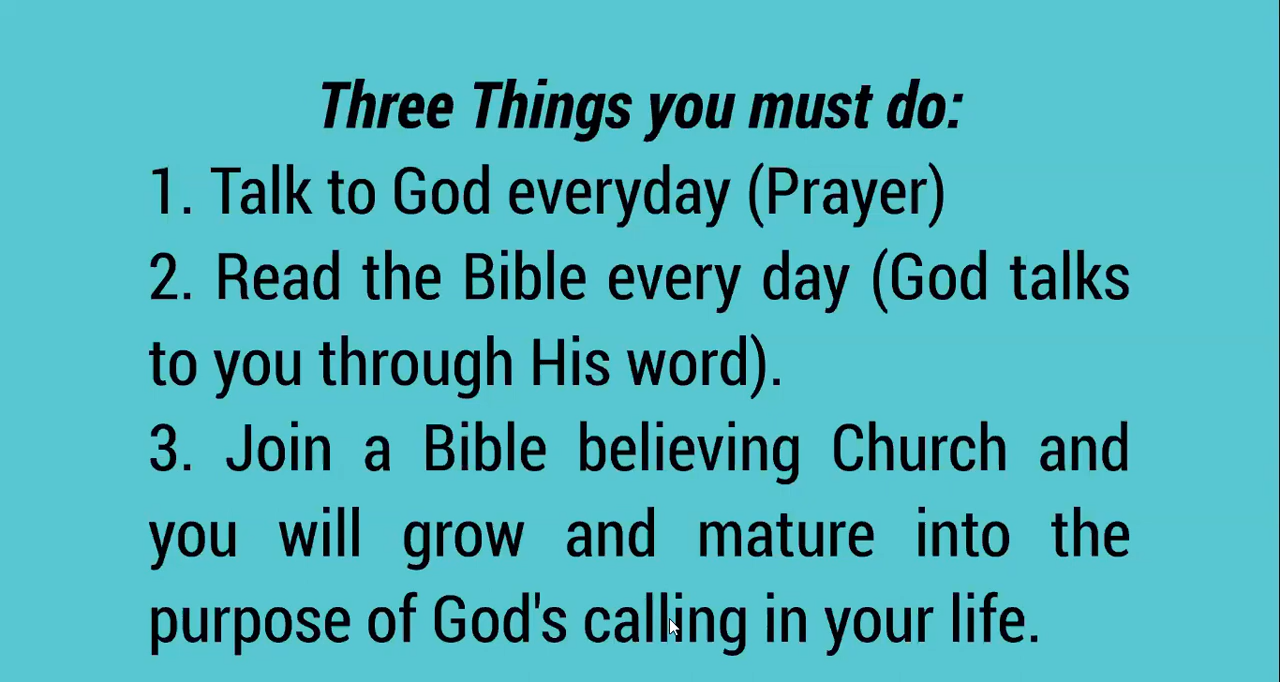 Three Things you must do:
1. Talk to God everyday (Prayer)
2. Read the Bible every day (God talks
to you through His word).
3. Join a Bible believing Church and
you will grow and mature into the
purpose of God's calling in your life.